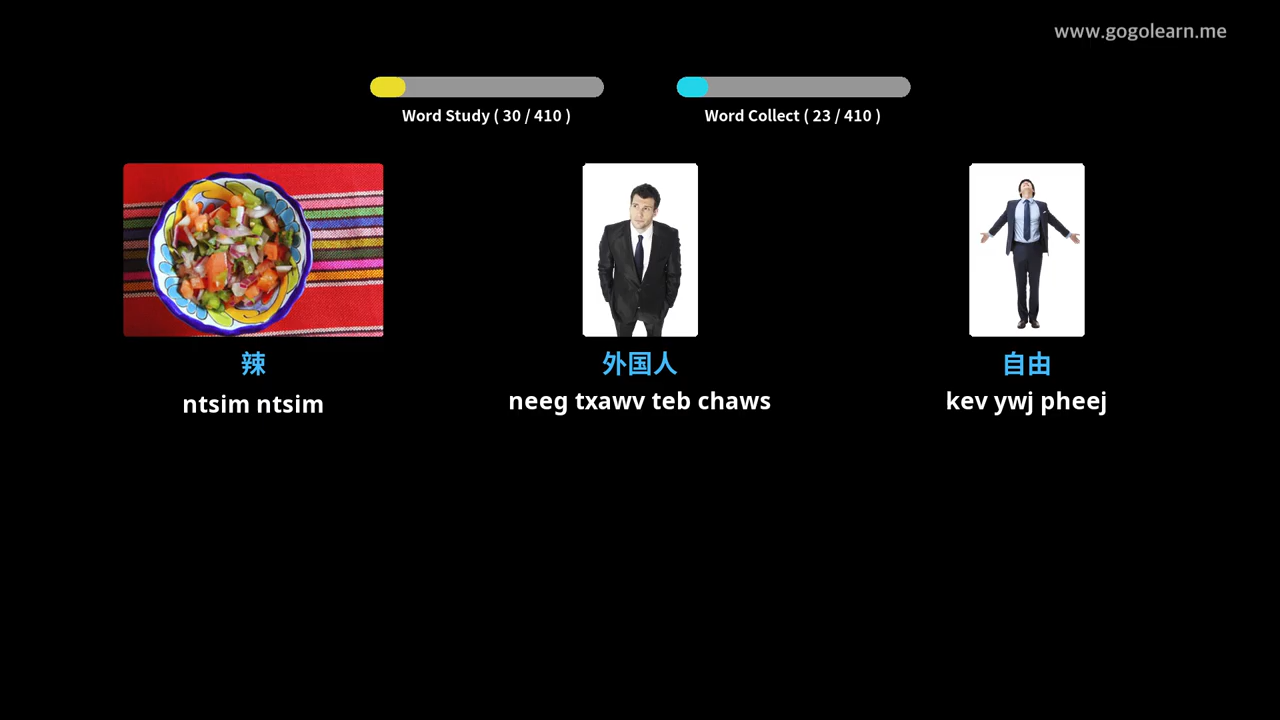 www.gogolearn.me
Word Study ( 30 / 410 )
Word Collect ( 23 / 410 )
辣
外国人
自由
ntsim ntsim
neeg txawv teb chaws
kev ywj pheej